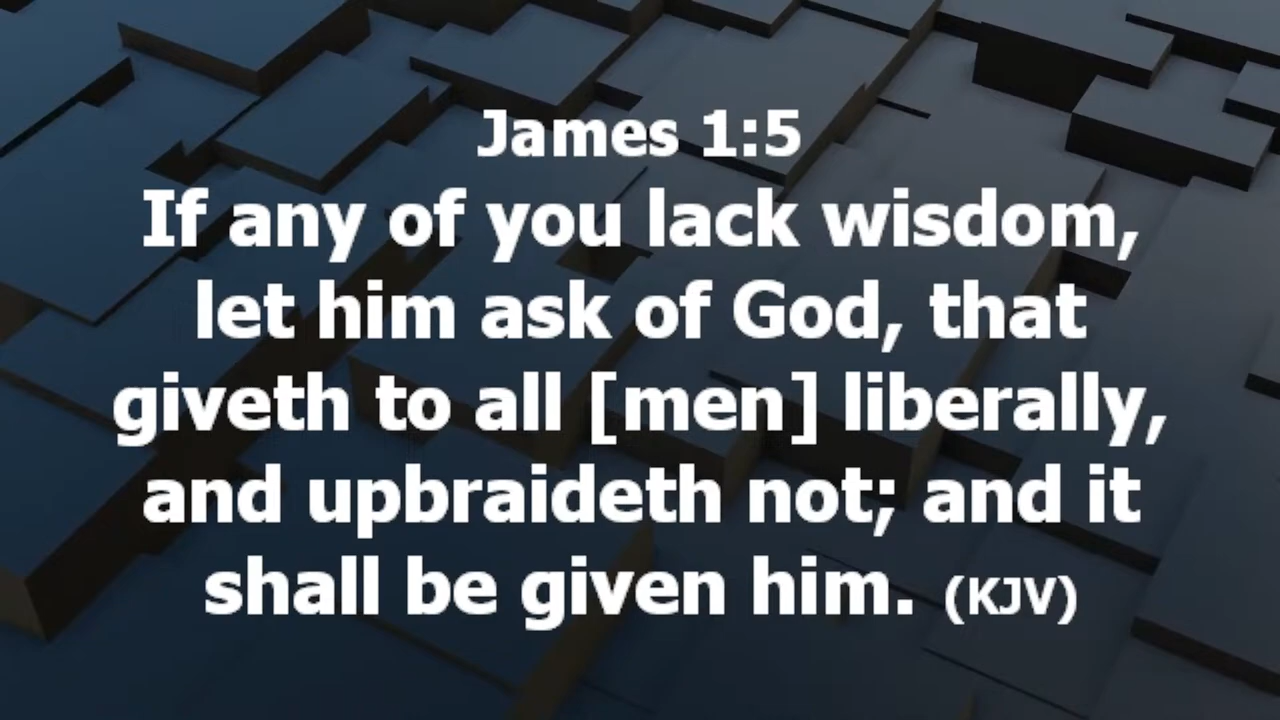 James 1:5
If any of you lack wisdom,
let him ask of God, that
giveth to all [men] liberally,
and upbraideth not; and it
shall be given him. (KJV)